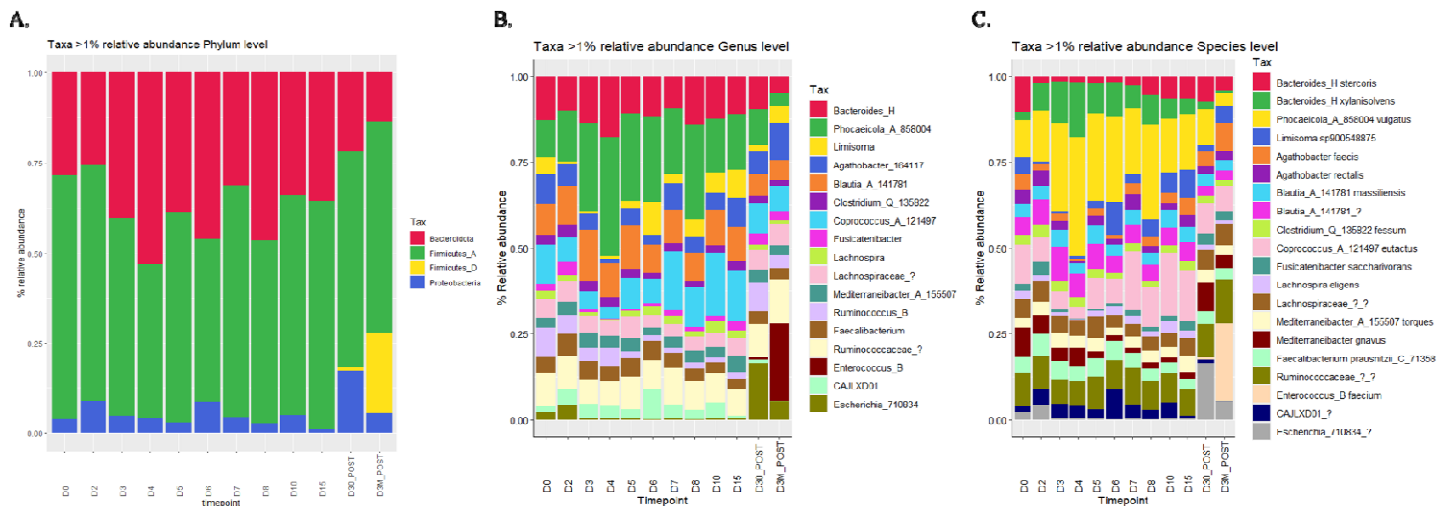 A.
Taxa >1% relative abundance Phylum level
% Relative abundance
1.00
0.75
0.50
0.25
0.00
D0
D2
D3
D4
D5
D6
D7
D8
D10
D15
D30_POST
D3M_POST
Timepoint
Tax
Bacteroidota
Firmicutes_A
Firmicutes_D
Proteobacteria
B.
Taxa >1% relative abundance Genus level
% Relative abundance
1.00
0.75
0.50
0.25
0.00
D0
D2
D3
D4
D5
D6
D7
D8
D10
D15
D30_POST
D3M_POST
Timepoint
Tax
Bacteroides_H
Phocaeicola_A_858004
Limisoma
Agathobacter_164117
Blautia_A_141781
Clostridium_Q_135822
Coprococcus_A_121497
Fusicatenibacter
Lachnospira
Lachnospiraceae_?
Mediterraneibacter_A_155507
Ruminococcus_B
Faecalibacterium
Ruminococcaceae_?
Enterococcus_B
CAJLXD01
Escherichia_710834
C.
Taxa >1% relative abundance Species level
% Relative abundance
1.00
0.75
0.50
0.25
0.00
D0
D2
D3
D4
D5
D6
D7
D8
D10
D15
D30_POST
D3M_POST
Timepoint
Tax
Bacteroides_H stercoris
Bacteroides_H xylanisolvens
Phocaeicola_A_858004 vulgatus
Limisoma sp900548875
Agathobacter faecis
Agathobacter rectalis
Blautia_A_141781 massiliensis
Blautia_A_141781_?
Clostridium_Q_135822 fessum
Coprococcus_A_121497 eutactus
Fusicatenibacter saccharivorans
Lachnospira eligens
Lachnospiraceae_?_?
Mediterraneibacter_A_155507 torques
Mediterraneibacter gnavus
Faecalibacterium prausnitzii_C_71358
Ruminococcaceae_?_?
Enterococcus_B faecium
CAJLXD01_?
Escherichia_710834_?